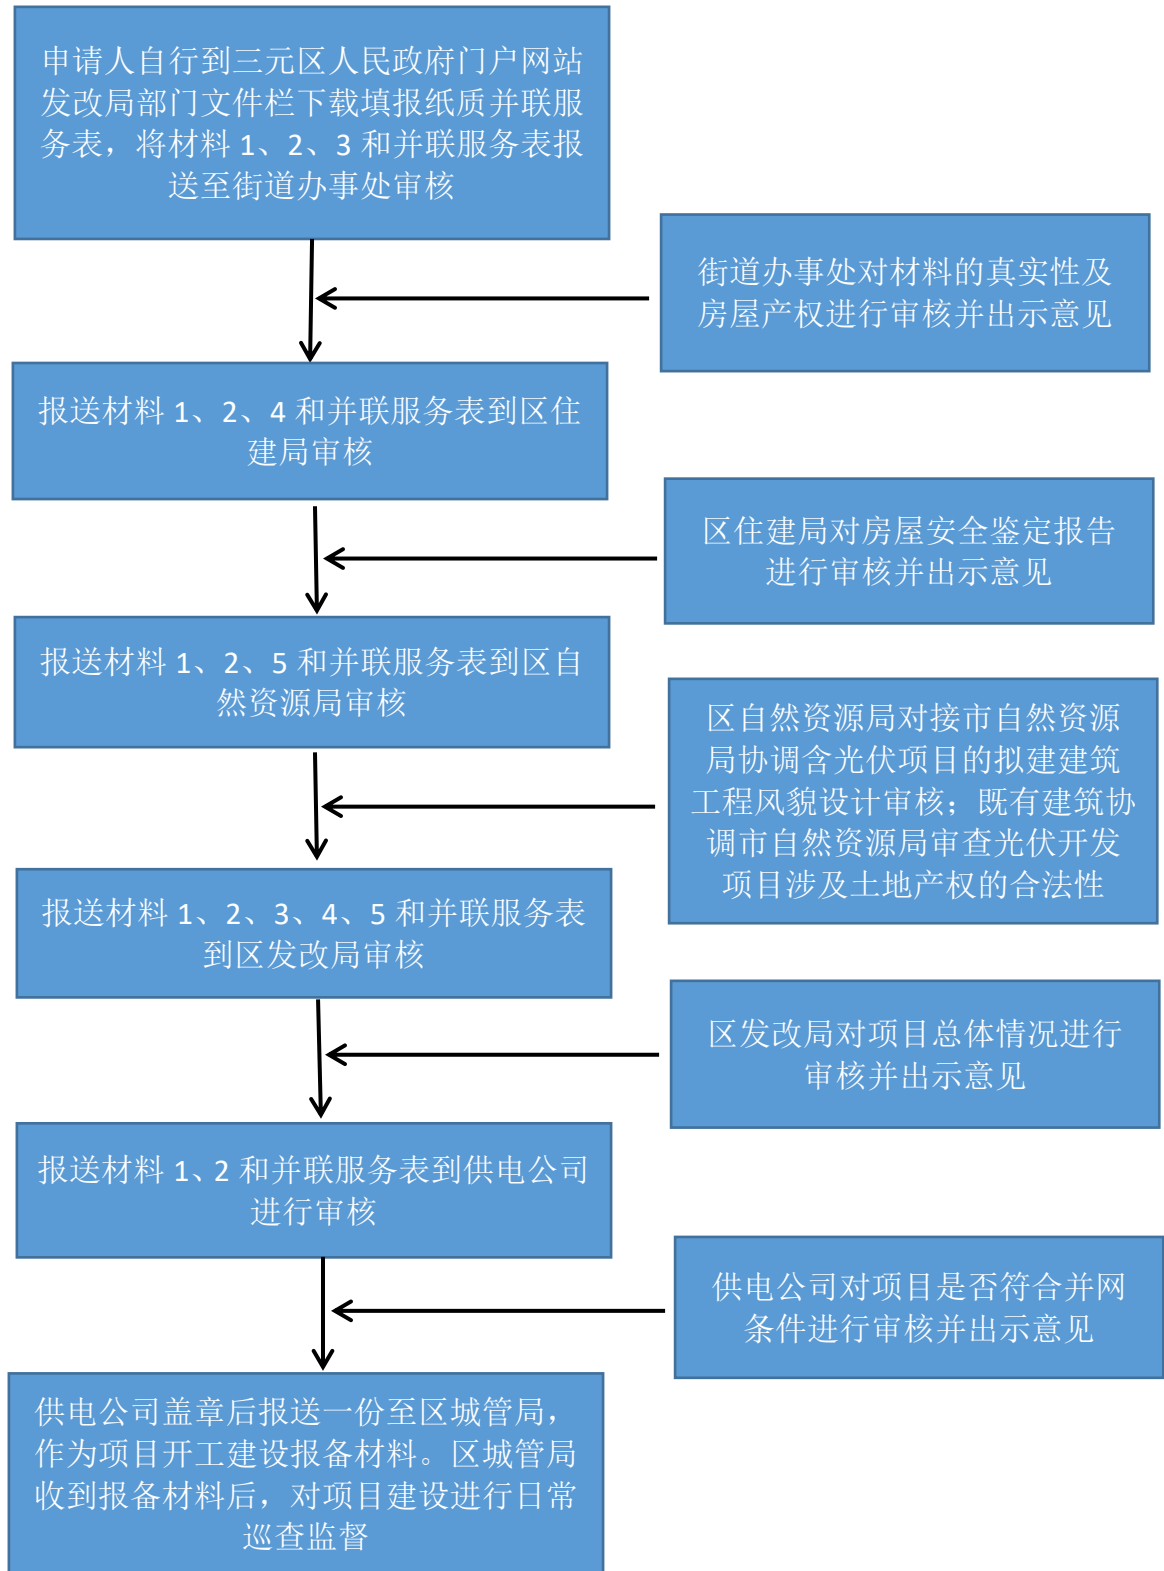 申请人自行到三元区人民政府门户网站
发改局部门文件栏下载填报纸质并联服
务表，将材料 1、2、3 和并联服务表报
送至街道办事处审核
街道办事处对材料的真实性及
房屋产权进行审核并出示意见
报送材料 1、2、4 和并联服务表到区住
建局审核
区住建局对房屋安全鉴定报告
进行审核并出示意见
报送材料 1、2、5 和并联服务表到区自
然资源局审核
区自然资源局对接市自然资源
局协调含光伏项目的拟建建筑
工程风貌设计审核；既有建筑协
调市自然资源局审查光伏开发
项目涉及土地产权的合法性
报送材料 1、2、3、4、5 和并联服务表
到区发改局审核
区发改局对项目总体情况进行
审核并出示意见
报送材料 1、2 和并联服务表到供电公司
进行审核
供电公司对项目是否符合并网
条件进行审核并出示意见
供电公司盖章后报送一份至区城管局，
作为项目开工建设报备材料。区城管局
收到报备材料后，对项目建设进行日常
巡查监督